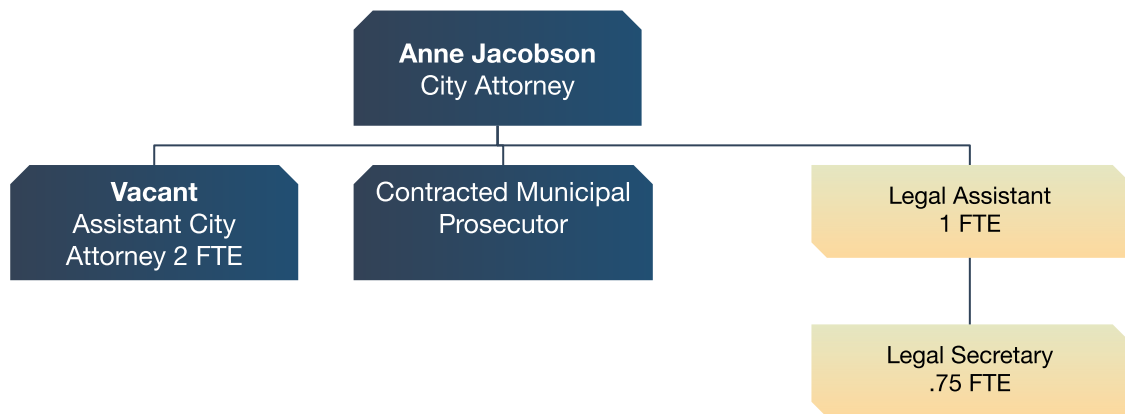 Anne Jacobson
City Attorney
Vacant
Assistant City
Attorney 2 FTE
Contracted Municipal
Prosecutor
Legal Assistant
1 FTE
Legal Secretary
.75 FTE